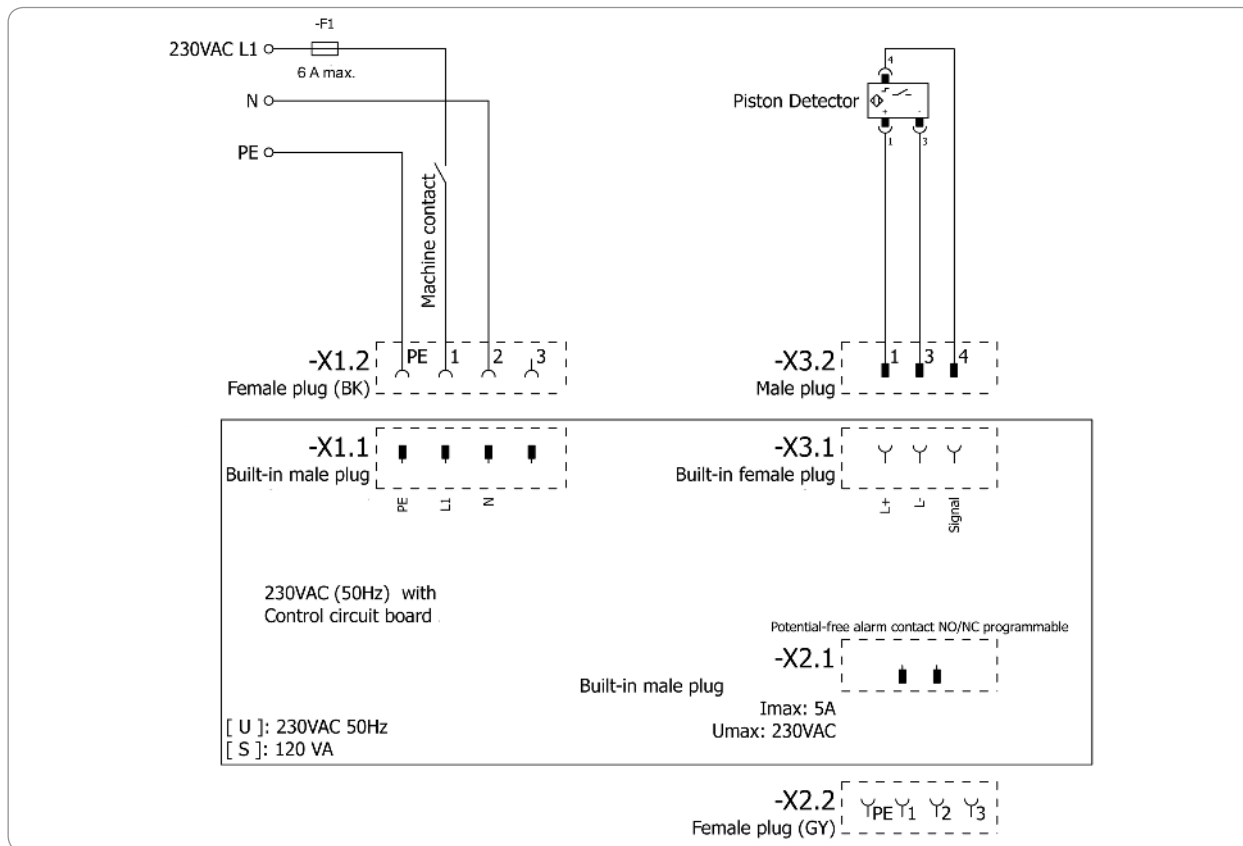 -F1
230VAC L1
6 A max.
N
PE
Machine contact
4
Piston Detector
+ -
1 3
-X1.2
PE 1 2 3
Female plug (BK)
-X3.2
1 3 4
Male plug
-X1.1
Built-in male plug
PE L1 N
-X3.1
Built-in female plug
L+ L- Signal
230VAC (50Hz) with
Control circuit board
Potential-free alarm contact NO/NC programmable
-X2.1
Built-in male plug
Imax: 5A
Umax: 230VAC
[ U ]: 230VAC 50Hz
[ S ]: 120 VA
-X2.2
PE 1 2 3
Female plug (GY)